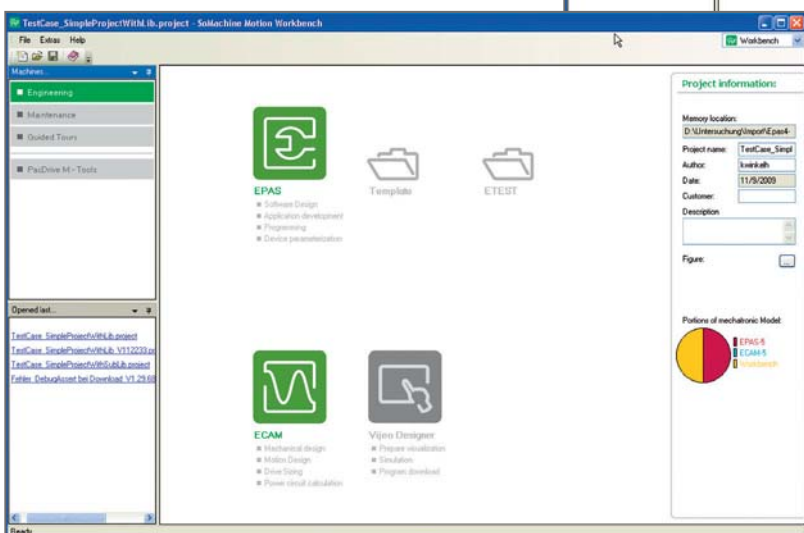 TestCase_SimpleProjectWithLib.project - SoMachine Motion Workbench
File Extras Help
Workbench
Machines...
Engineering
Maintenance
Guided Tours
PacDrive M - Tools
Opened last...
TestCase_SimpleProjectWithLib.project
TestCase_SimpleProjectWithLib_V112233.pr
TestCase_SimpleProjectWithSubLib.project
Fehler_DebugAssert bei Download_V1.29.68
EPAS
Software Design
Application development
Programing
Device parameterization
Template
ETEST
ECAM
Mechanical design
Motion Design
Drive Sizing
Power circuit calculation
Vijeo Designer
Prepare visualization
Simulation
Program download
Project information:
Memory location:
D:\Untersuchung\Import\Epas4-
Project name: TestCase_Simpl
Author: kwinkelh
Date: 11/9/2009
Customer:
Description
Figure: ...
Portions of mechatronic Model:
EPAS-5
ECAM-5
Workbench
Ready